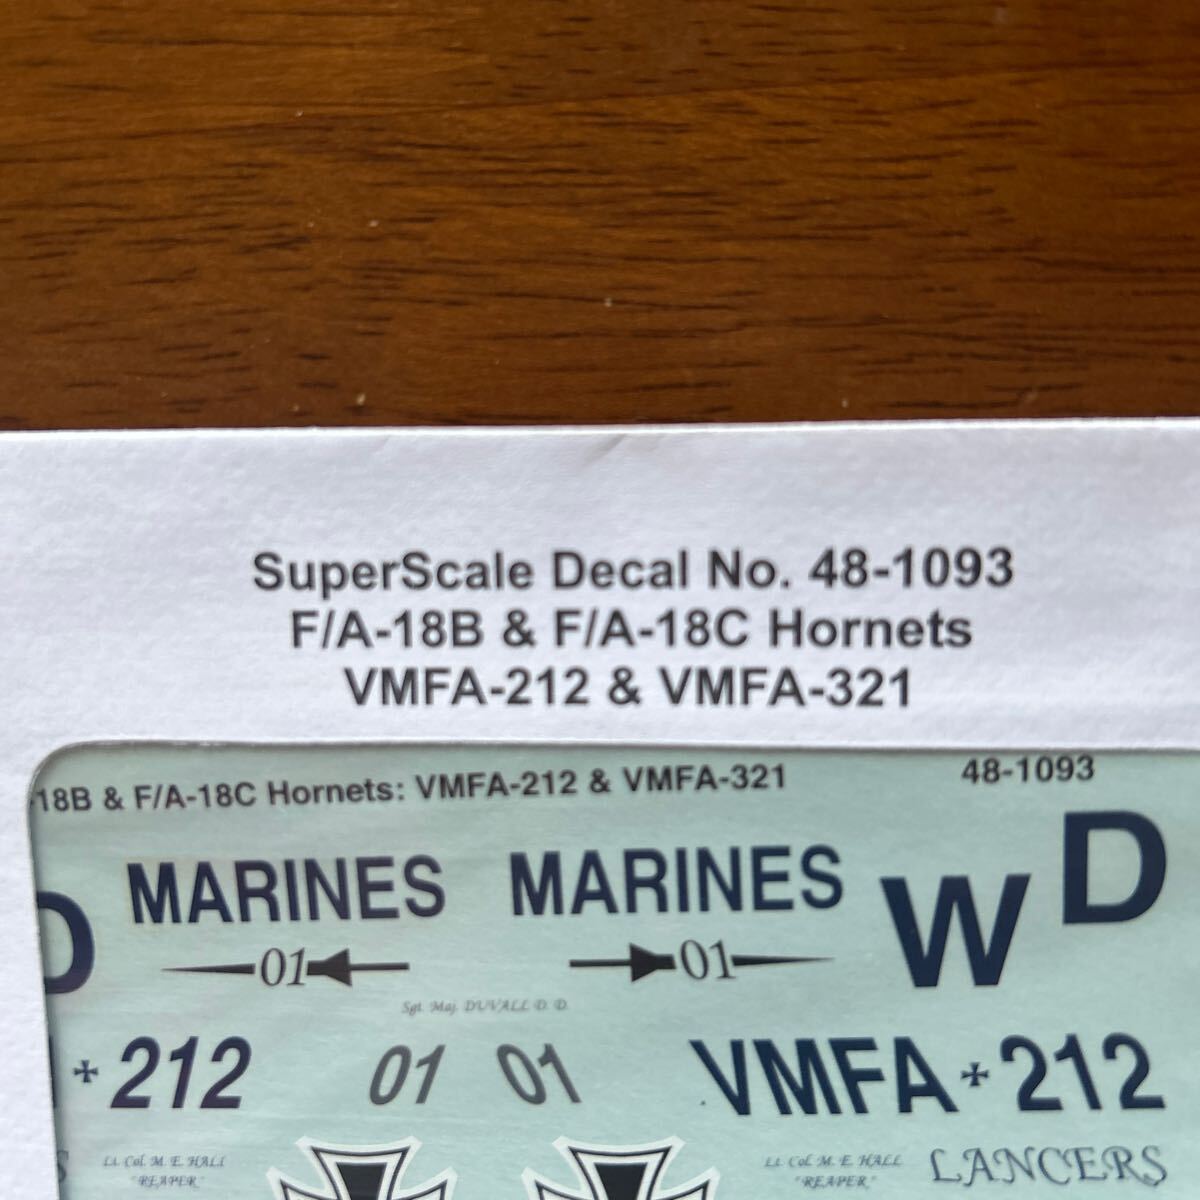 SuperScale Decal No. 48-1093
F/A-18B & F/A-18C Hornets
VMFA-212 & VMFA-321
-18B & F/A-18C Hornets: VMFA-212 & VMFA-321 48-1093
D MARINES MARINES W D
01 01
Sgt. Maj. DUVALL D. D.
212 01 01 VMFA 212
Lt. Col. M. E. HALL Lt. Col. M. E. HALL LANCERS
"REAPER" "REAPER"